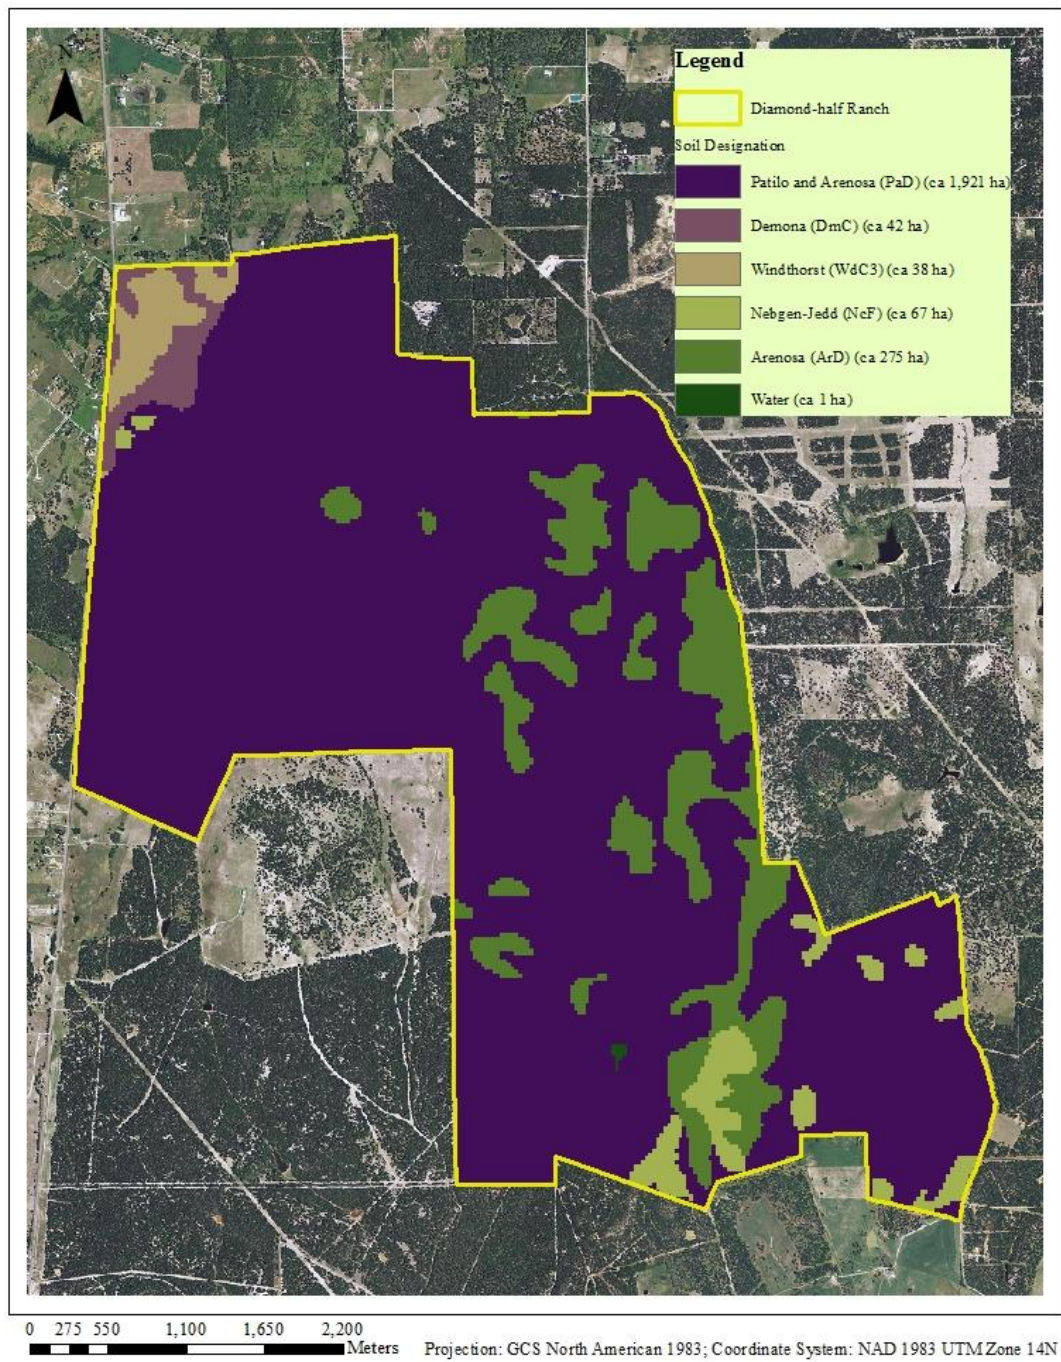 N
Legend
Diamond-half Ranch
Soil Designation
Patilo and Arenosa (PaD) (ca 1,921 ha)
Demona (DmC) (ca 42 ha)
Windthorst (WdC3) (ca 38 ha)
Nebgen-Jedd (NcF) (ca 67 ha)
Arenosa (ArD) (ca 275 ha)
Water (ca 1 ha)
0 275 550 1,100 1,650 2,200
Meters
Projection: GCS North American 1983; Coordinate System: NAD 1983 UTM Zone 14N